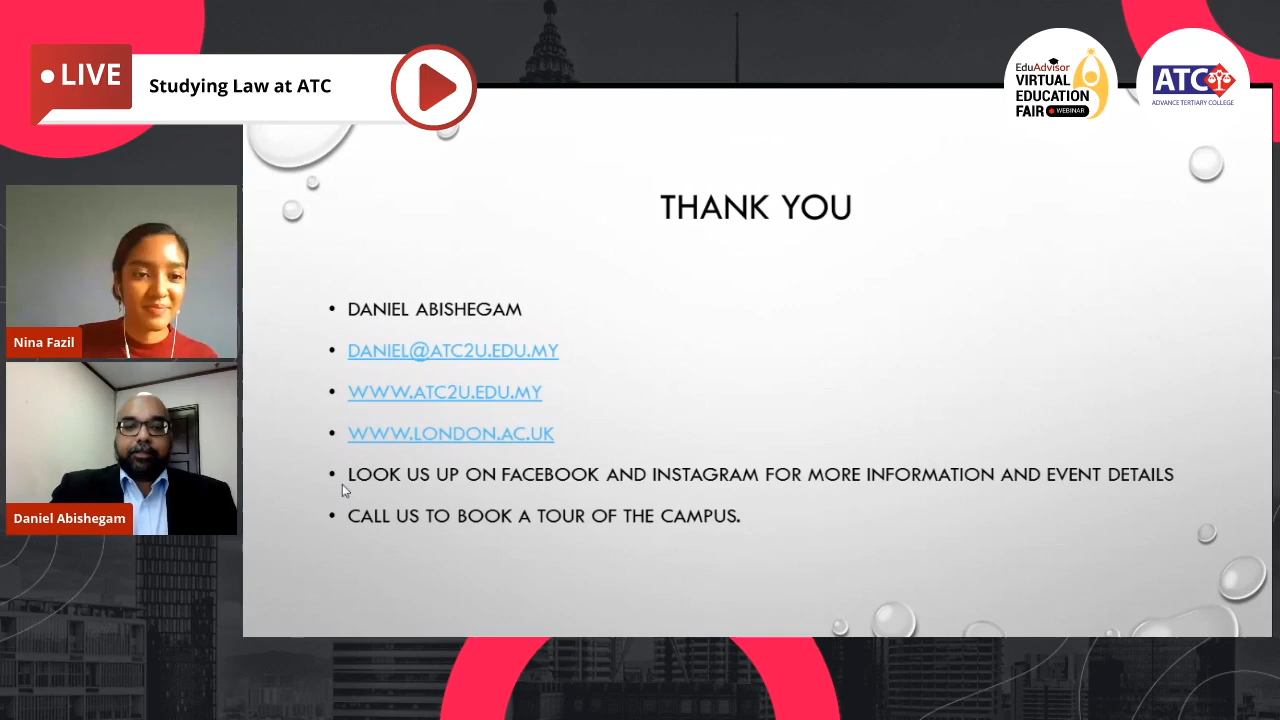 LIVE
Studying Law at ATC
EduAdvisor
VIRTUAL
EDUCATION
FAIR
WEBINAR
ATC
ADVANCE TERTIARY COLLEGE
THANK YOU
• DANIEL ABISHEGAM
• DANIEL@ATC2U.EDU.MY
• WWW.ATC2U.EDU.MY
• WWW.LONDON.AC.UK
• LOOK US UP ON FACEBOOK AND INSTAGRAM FOR MORE INFORMATION AND EVENT DETAILS
• CALL US TO BOOK A TOUR OF THE CAMPUS.
Nina Fazil
Daniel Abishegam